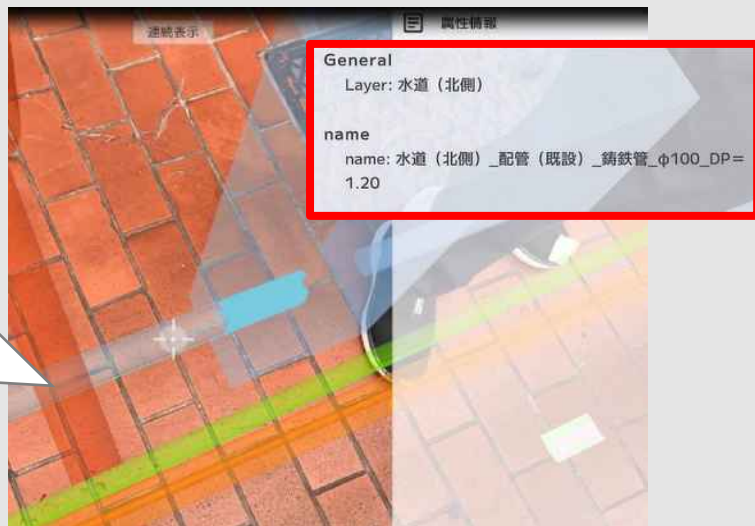 連続表示
属性情報
General
Layer: 水道（北側）
name
name: 水道（北側）_配管（既設）_鋳鉄管_φ100_DP＝
1.20